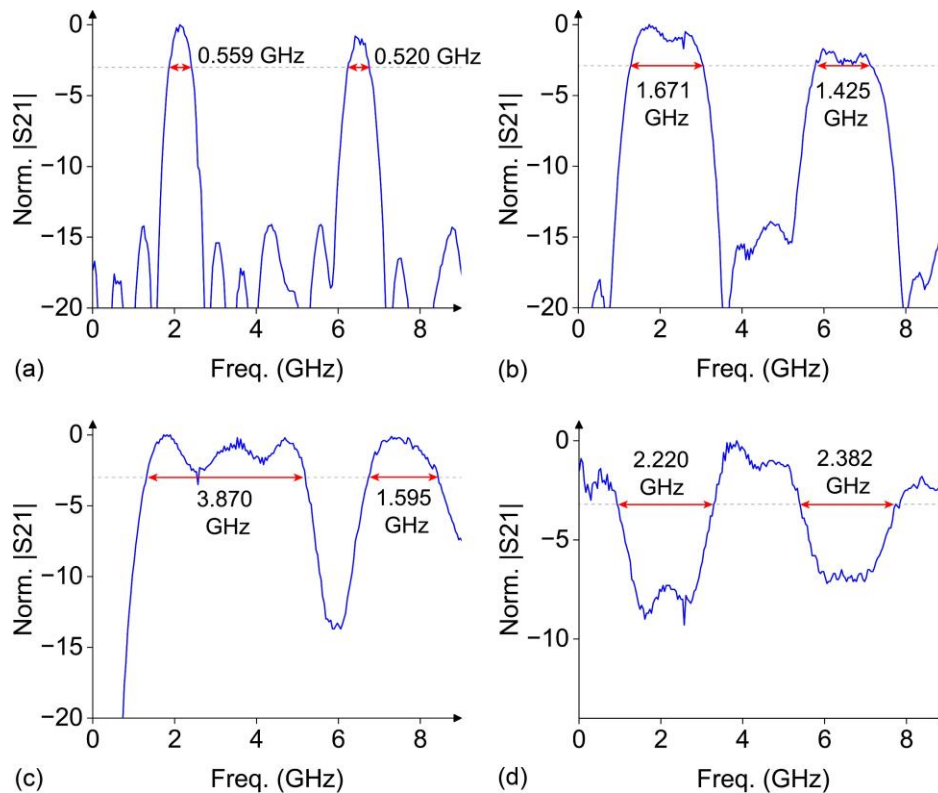 0
−5
−10
−15
−20
Norm. |S21|
0.559 GHz
0.520 GHz
0 2 4 6 8
Freq. (GHz)
(a)
0
−5
−10
−15
−20
Norm. |S21|
1.671
GHz
1.425
GHz
0 2 4 6 8
Freq. (GHz)
(b)
0
−5
−10
−15
−20
Norm. |S21|
3.870
GHz
1.595
GHz
0 2 4 6 8
Freq. (GHz)
(c)
0
−5
−10
Norm. |S21|
2.220
GHz
2.382
GHz
0 2 4 6 8
Freq. (GHz)
(d)